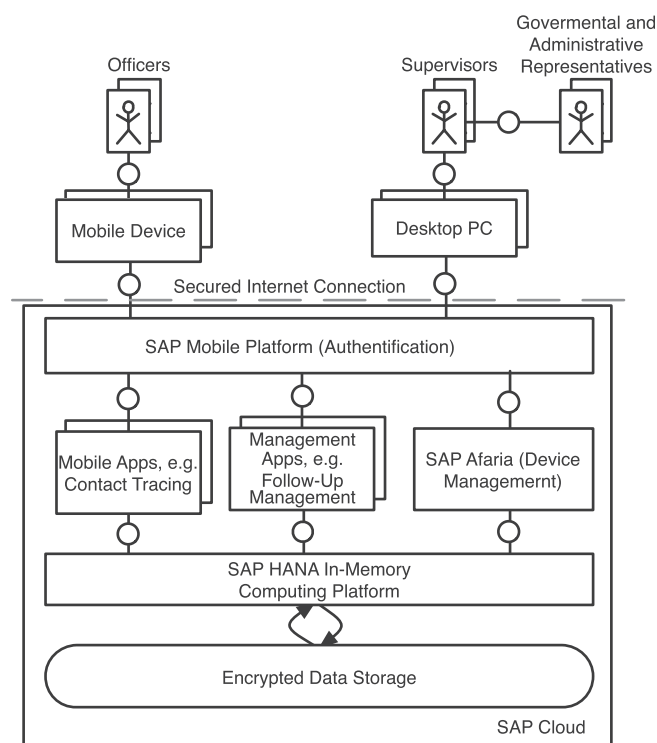 Govermental and
Administrative
Representatives
Officers
Supervisors
Mobile Device
Desktop PC
Secured Internet Connection
SAP Mobile Platform (Authentification)
Mobile Apps, e.g.
Contact Tracing
Management
Apps, e.g.
Follow-Up
Management
SAP Afaria (Device
Managemernt)
SAP HANA In-Memory
Computing Platform
Encrypted Data Storage
SAP Cloud